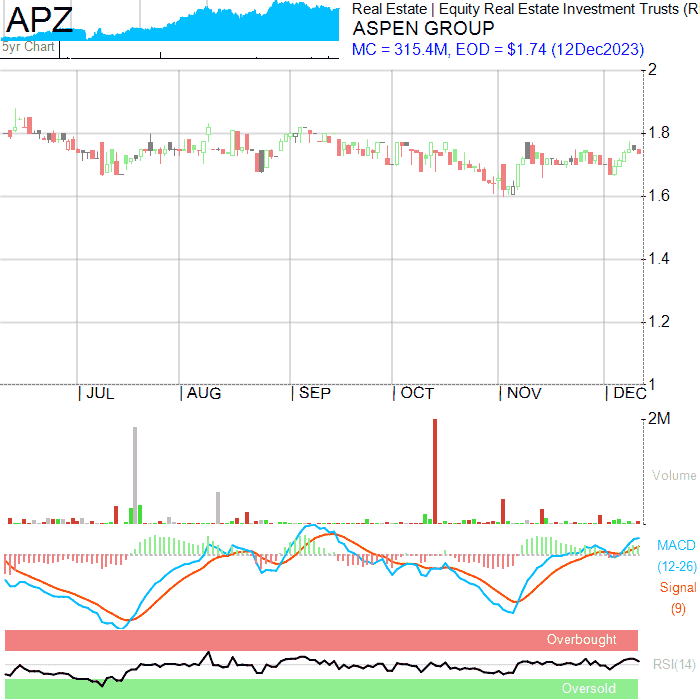 APZ
5yr Chart
Real Estate | Equity Real Estate Investment Trusts (R
ASPEN GROUP
MC = 315.4M, EOD = $1.74 (12Dec2023)
2
1.8
1.6
1.4
1.2
1
JUL AUG SEP OCT NOV DEC
2M
Volume
MACD
(12-26)
Signal
(9)
Overbought
RSI(14)
Oversold